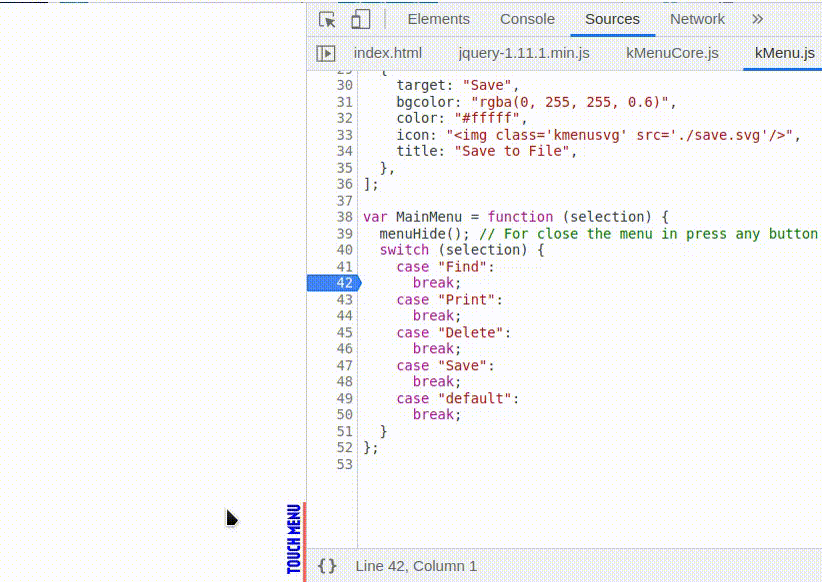 Elements Console Sources Network »
index.html jquery-1.11.1.min.js kMenuCore.js kMenu.js
29 {
30 target: "Save",
31 bgcolor: "rgba(0, 255, 255, 0.6)",
32 color: "#fffff",
33 icon: "<img class='kmenusvg' src='./save.svg'/>",
34 title: "Save to File",
35 },
36 ];
37
38 var MainMenu = function (selection) {
39 menuHide(); // For close the menu in press any button
40 switch (selection) {
41 case "Find":
42 break;
43 case "Print":
44 break;
45 case "Delete":
46 break;
47 case "Save":
48 break;
49 case "default":
50 break;
51 }
52 };
53
TOUCH MENU
{} Line 42, Column 1